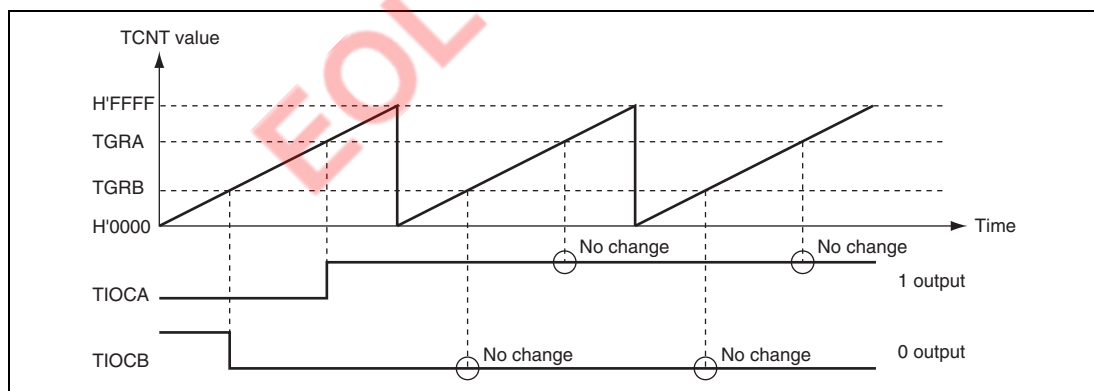 TCNT value
EOL
H'FFFF
TGRA
TGRB
H'0000
Time
No change
No change
TIOCA
1 output
No change
No change
TIOCB
0 output